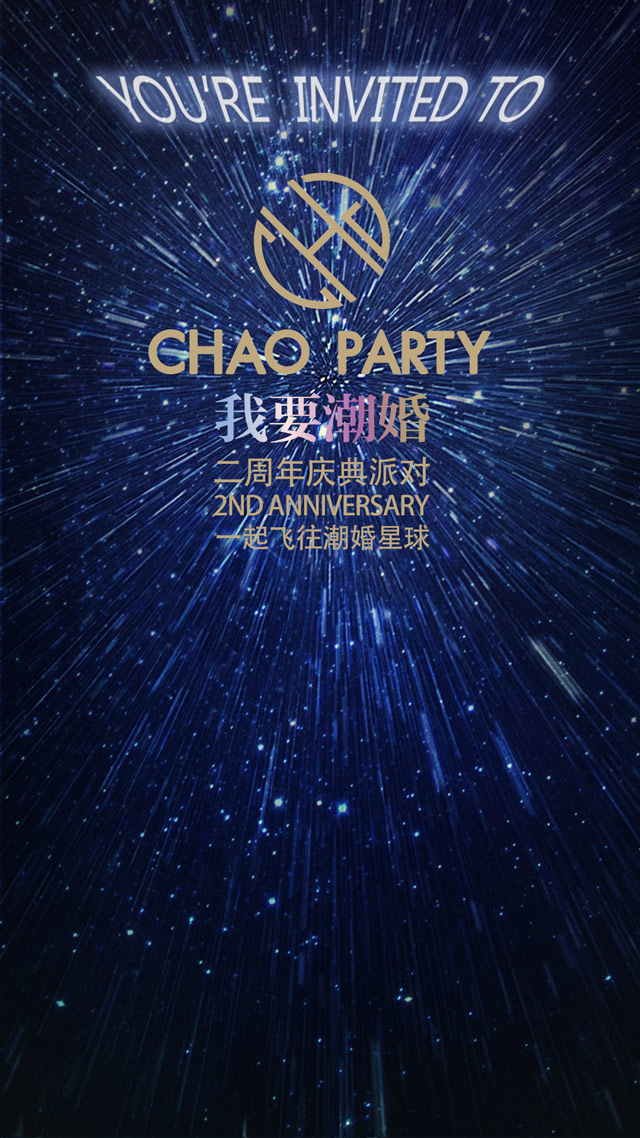 YOU'RE INVITED TO
CHAO PARTY
我要潮婚
二周年庆典派对
2ND ANNIVERSARY
一起飞往潮婚星球